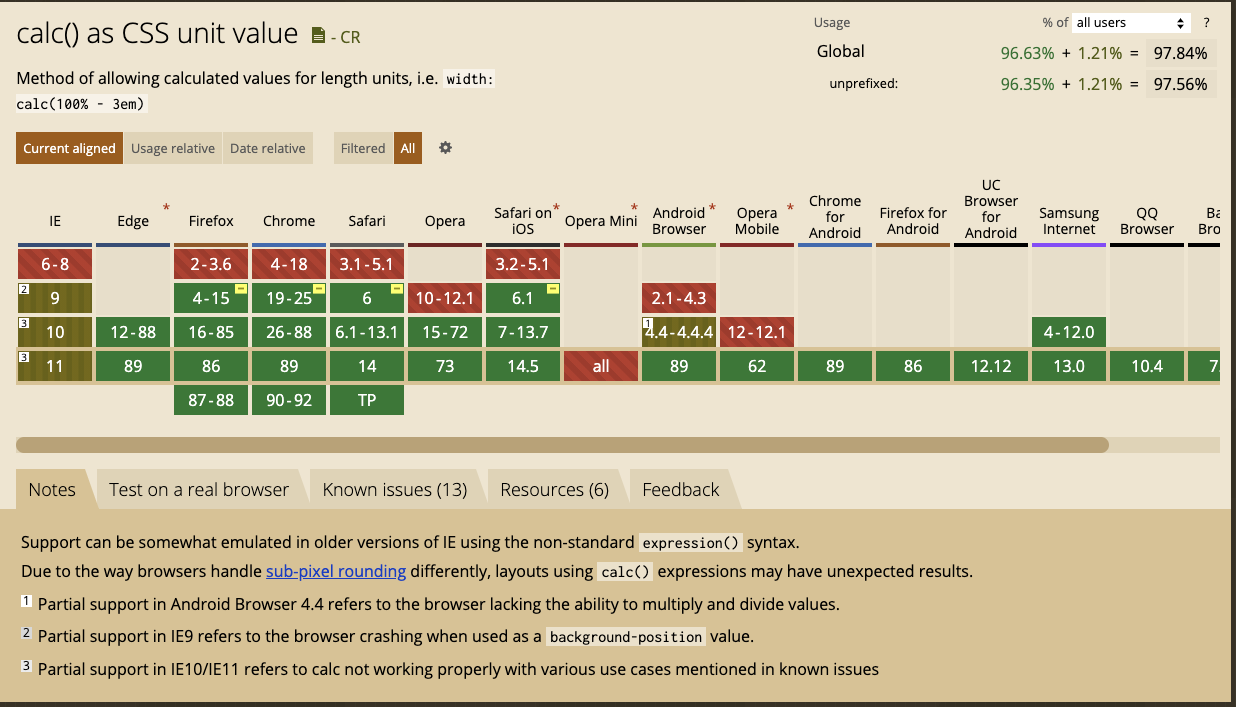 calc() as CSS unit value - CR
Usage % of all users ?
Global 96.63% + 1.21% = 97.84%
unprefixed: 96.35% + 1.21% = 97.56%
Method of allowing calculated values for length units, i.e. width:
calc(100% - 3em)
Current aligned Usage relative Date relative Filtered All
IE Edge * Firefox Chrome Safari Opera Safari on iOS * Opera Mini * Android Browser * Opera Mobile * Chrome for Android Firefox for Android UC Browser for Android Samsung Internet QQ Browser
6-8 2-3.6 4-18 3.1-5.1 3.2-5.1
2 9 4-15 19-25 6 10-12.1 6.1 2.1-4.3
3 10 12-88 16-85 26-88 6.1-13.1 15-72 7-13.7 1 4.4-4.4.4 12-12.1 4-12.0
3 11 89 86 89 14 73 14.5 all 89 62 89 86 12.12 13.0 10.4
87-88 90-92 TP
Notes Test on a real browser Known issues (13) Resources (6) Feedback
Support can be somewhat emulated in older versions of IE using the non-standard expression() syntax.
Due to the way browsers handle sub-pixel rounding differently, layouts using calc() expressions may have unexpected results.
1 Partial support in Android Browser 4.4 refers to the browser lacking the ability to multiply and divide values.
2 Partial support in IE9 refers to the browser crashing when used as a background-position value.
3 Partial support in IE10/IE11 refers to calc not working properly with various use cases mentioned in known issues